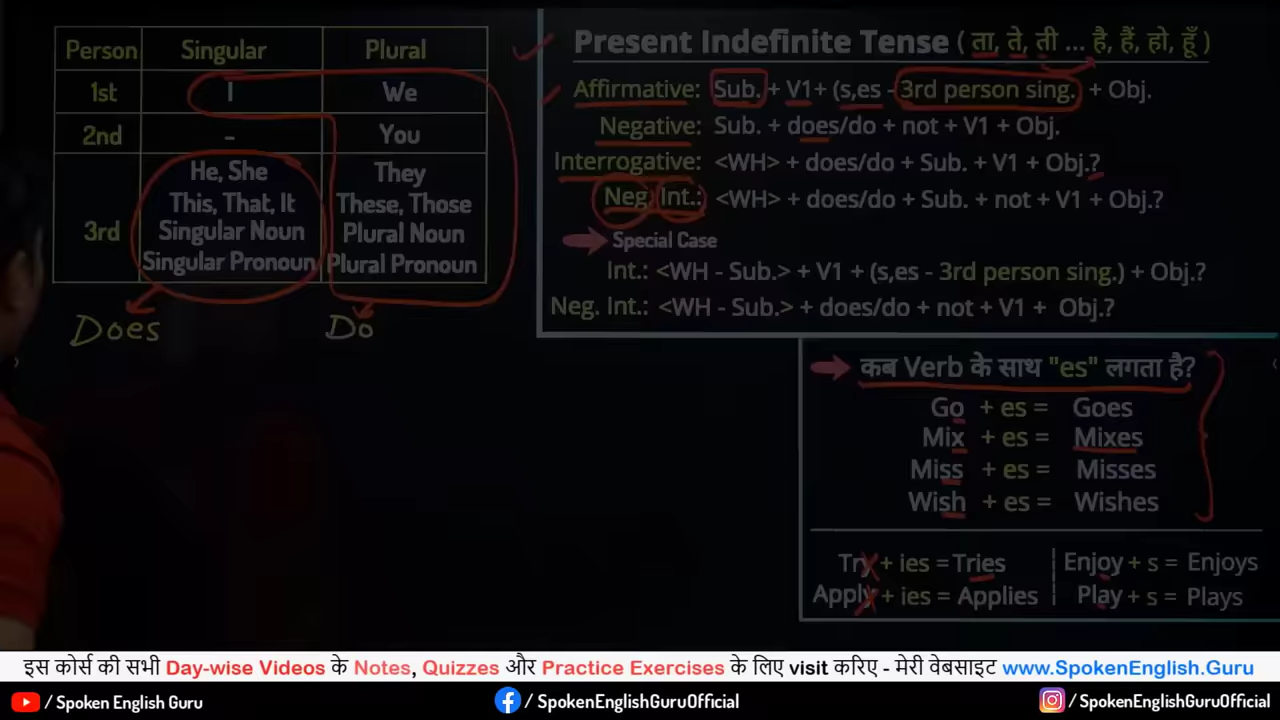 Person Singular Plural
1st I We
2nd - You
3rd He, She They
This, That, It These, Those
Singular Noun Plural Noun
Singular Pronoun Plural Pronoun
Does Do
Present Indefinite Tense ( ता, ते, ती ... है, हैं, हो, हूँ )
Affirmative: Sub. + V1+ (s,es - 3rd person sing. + Obj.
Negative: Sub. + does/do + not + V1 + Obj.
Interrogative: <WH> + does/do + Sub. + V1 + Obj.?
Neg. Int.: <WH> + does/do + Sub. + not + V1 + Obj.?
Special Case
Int.: <WH - Sub.> + V1 + (s,es - 3rd person sing.) + Obj.?
Neg. Int.: <WH - Sub.> + does/do + not + V1 + Obj.?
कब Verb के साथ "es" लगता है?
Go + es = Goes
Mix + es = Mixes
Miss + es = Misses
Wish + es = Wishes
Try + ies = Tries
Apply + ies = Applies
Enjoy + s = Enjoys
Play + s = Plays
इस कोर्स की सभी Day-wise Videos के Notes, Quizzes और Practice Exercises के लिए visit करिए - मेरी वेबसाइट www.SpokenEnglish.Guru
/ Spoken English Guru / SpokenEnglishGuruOfficial / SpokenEnglishGuruOfficial